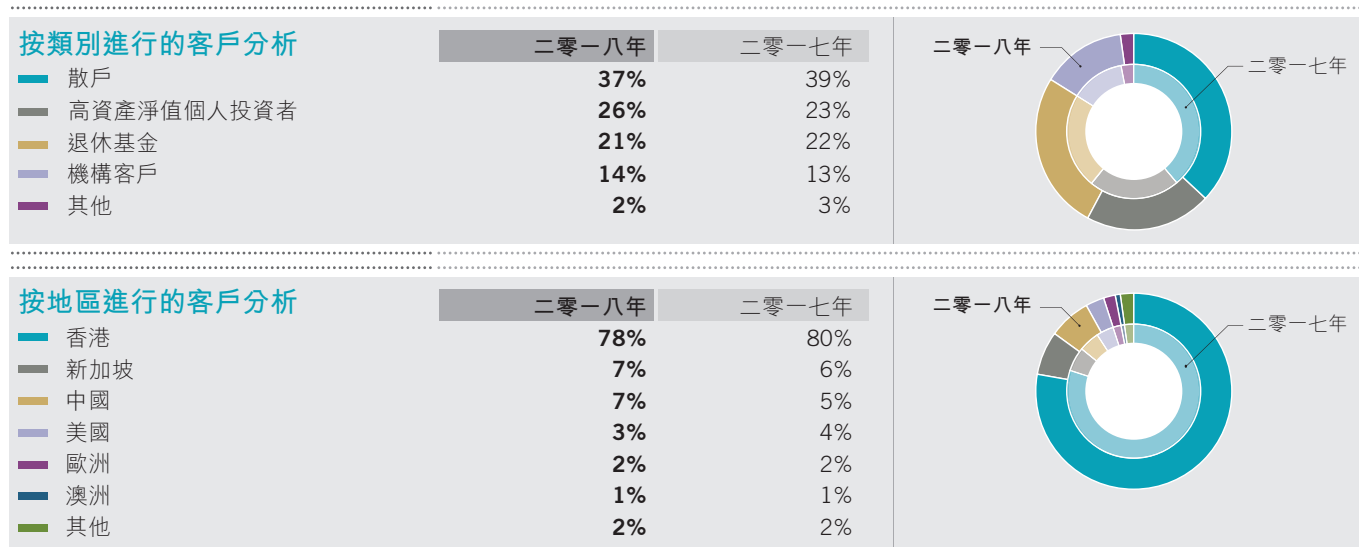 按類別進行的客戶分析 二零一八年 二零一七年
散戶 37% 39%
高資產淨值個人投資者 26% 23%
退休基金 21% 22%
機構客戶 14% 13%
其他 2% 3%
二零一八年
二零一七年
按地區進行的客戶分析 二零一八年 二零一七年
香港 78% 80%
新加坡 7% 6%
中國 7% 5%
美國 3% 4%
歐洲 2% 2%
澳洲 1% 1%
其他 2% 2%
二零一八年
二零一七年